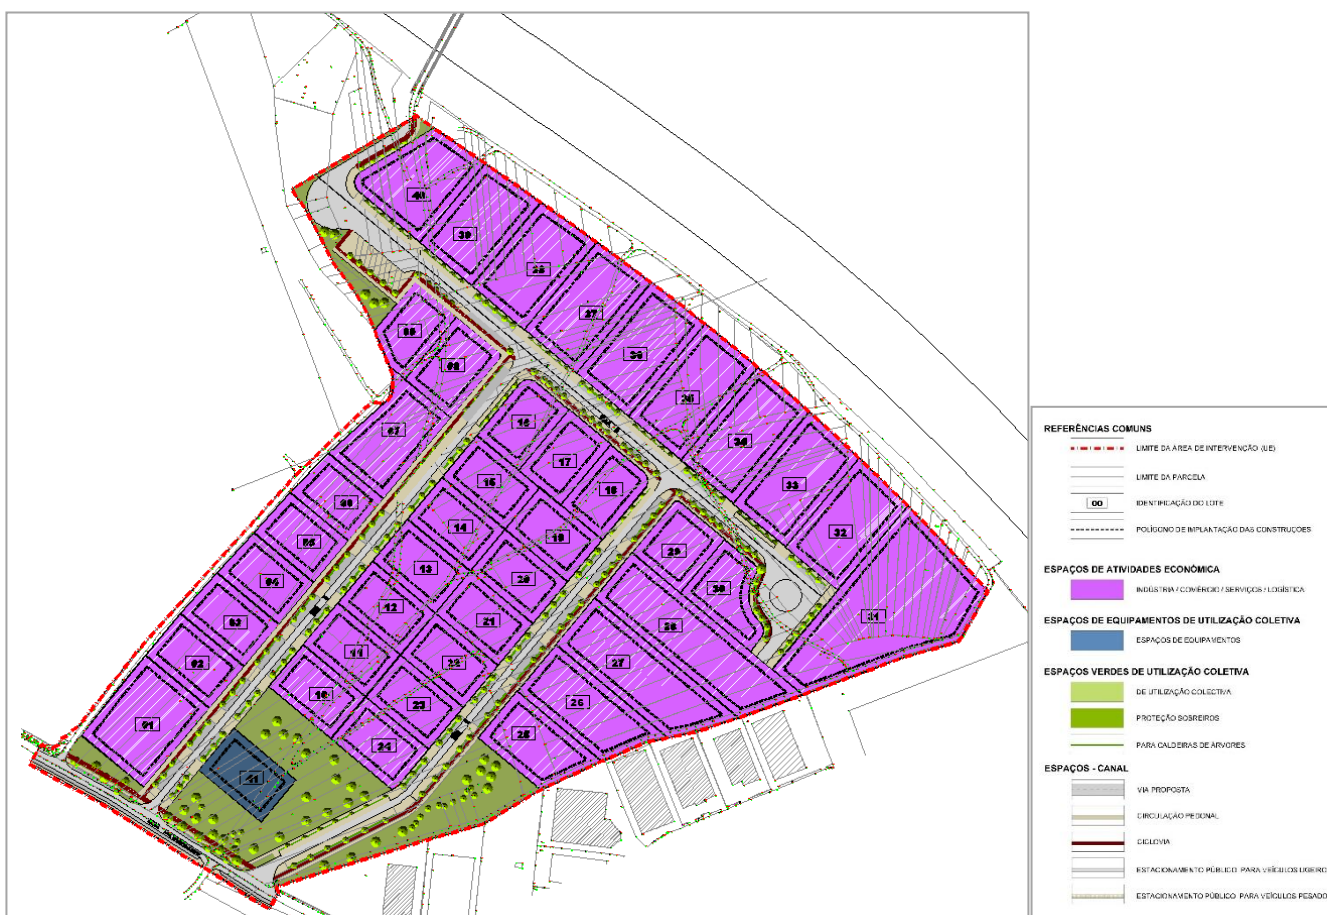 40
39
38
37
36
35
34
33
32
31
09
08
07
06
05
04
03
02
01
16
17
18
15
14
19
13
20
12
21
11
22
10
23
24
29
30
28
27
26
25
41
REFERÊNCIAS COMUNS
LIMITE DA AREA DE INTERVENÇÃO (UE)
LIMITE DA PARCELA
00 IDENTIFICAÇÃO DO LOTE
POLÍGONO DE IMPLANTAÇÃO DAS CONSTRUÇÕES
ESPAÇOS DE ATIVIDADES ECONÓMICA
INDÚSTRIA / COMÉRCIO / SERVIÇOS / LOGÍSTICA
ESPAÇOS DE EQUIPAMENTOS DE UTILIZAÇÃO COLETIVA
ESPAÇOS DE EQUIPAMENTOS
ESPAÇOS VERDES DE UTILIZAÇÃO COLETIVA
DE UTILIZAÇÃO COLECTIVA
PROTEÇÃO SOBREIROS
PARA CALDEIRAS DE ÁRVORES
ESPAÇOS - CANAL
VIA PROPOSTA
CIRCULAÇÃO PEDONAL
CICLOVIA
ESTACIONAMENTO PÚBLICO PARA VEÍCULOS LIGEIRO
ESTACIONAMENTO PÚBLICO PARA VEÍCULOS PESADO